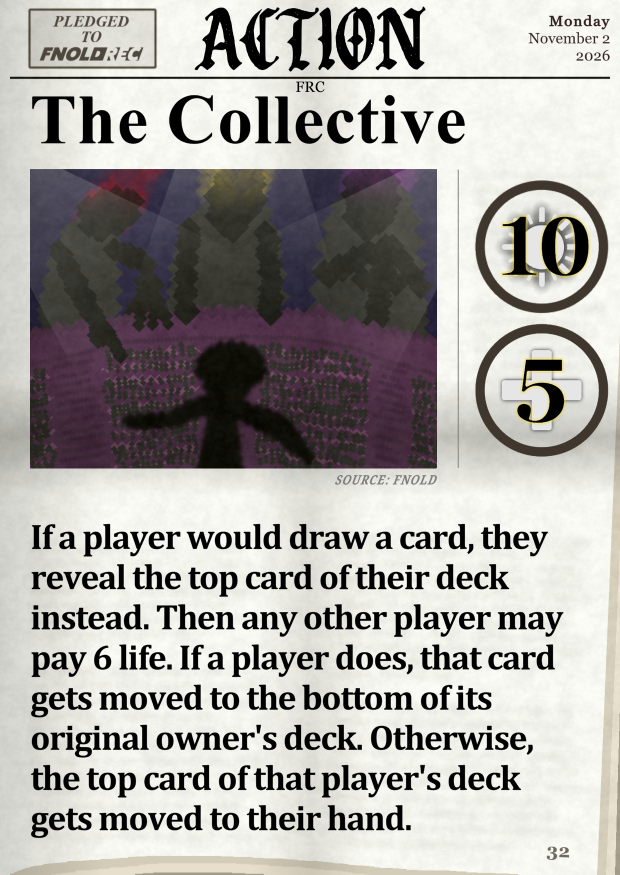 PLEDGED
TO
FNOLD REC
ACTION
Monday
November 2
2026
FRC
The Collective
10
5
SOURCE: FNOLD
If a player would draw a card, they
reveal the top card of their deck
instead. Then any other player may
pay 6 life. If a player does, that card
gets moved to the bottom of its
original owner's deck. Otherwise,
the top card of that player's deck
gets moved to their hand.
32